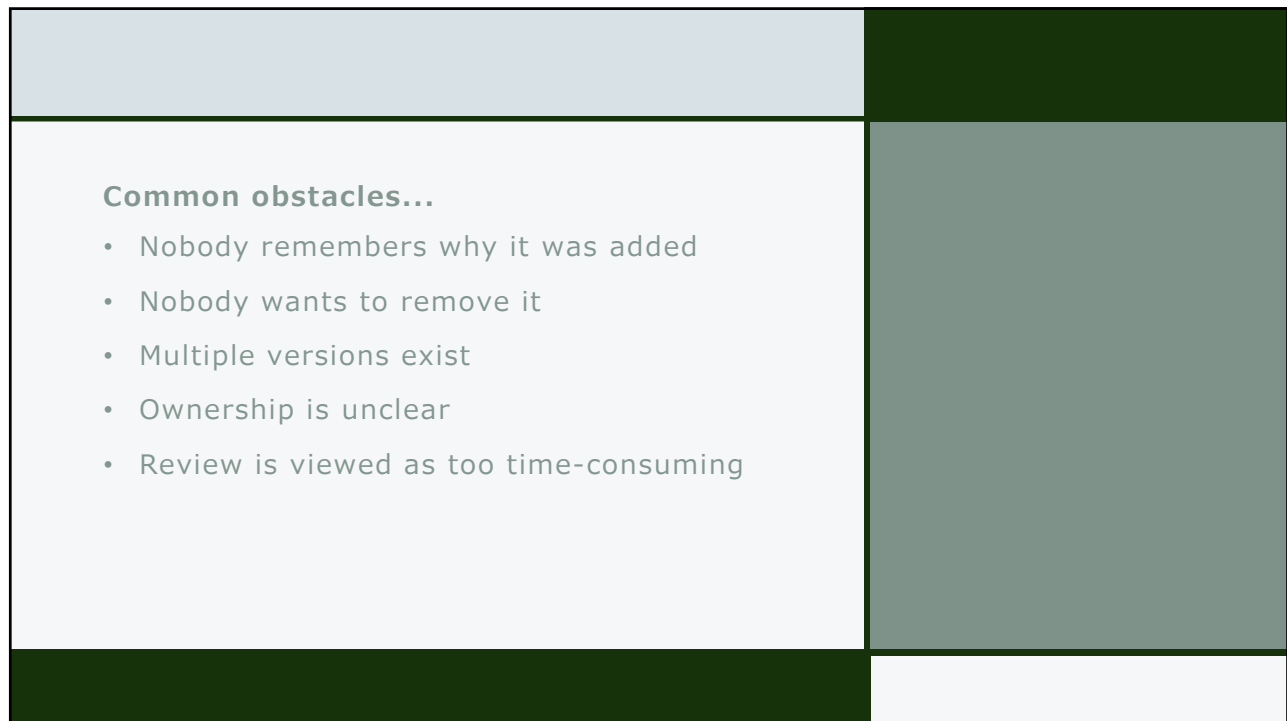 Common obstacles...
• Nobody remembers why it was added
• Nobody wants to remove it
• Multiple versions exist
• Ownership is unclear
• Review is viewed as too time-consuming